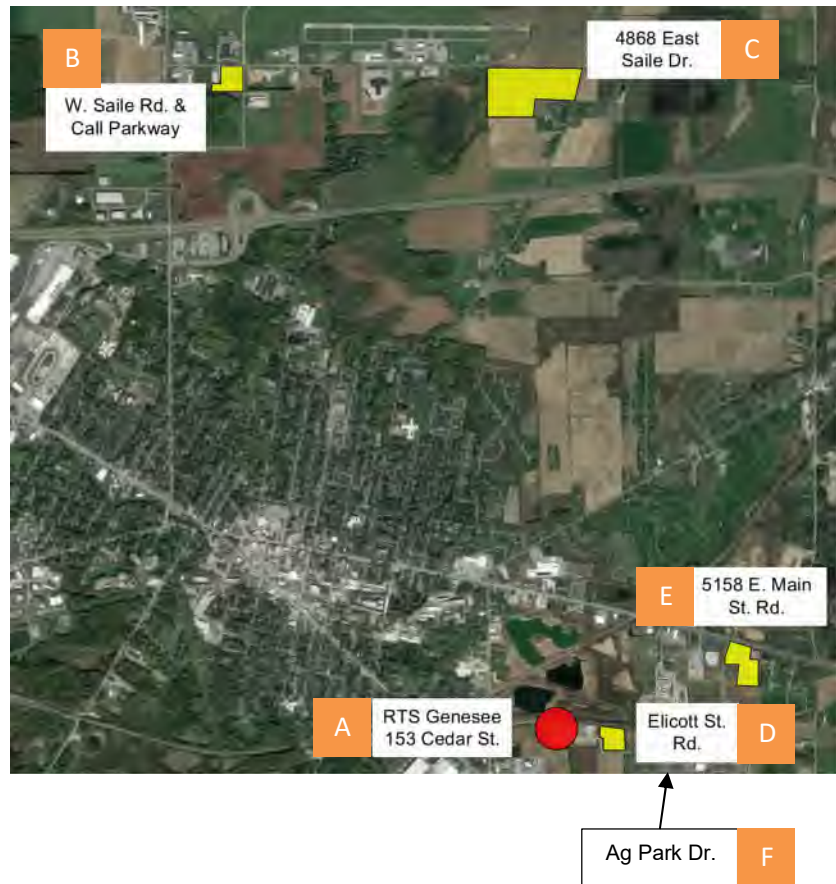 B
W. Saile Rd. &
Call Parkway
4868 East
Saile Dr.
C
E
5158 E. Main
St. Rd.
A
RTS Genesee
153 Cedar St.
Elicott St.
Rd.
D
Ag Park Dr.
F